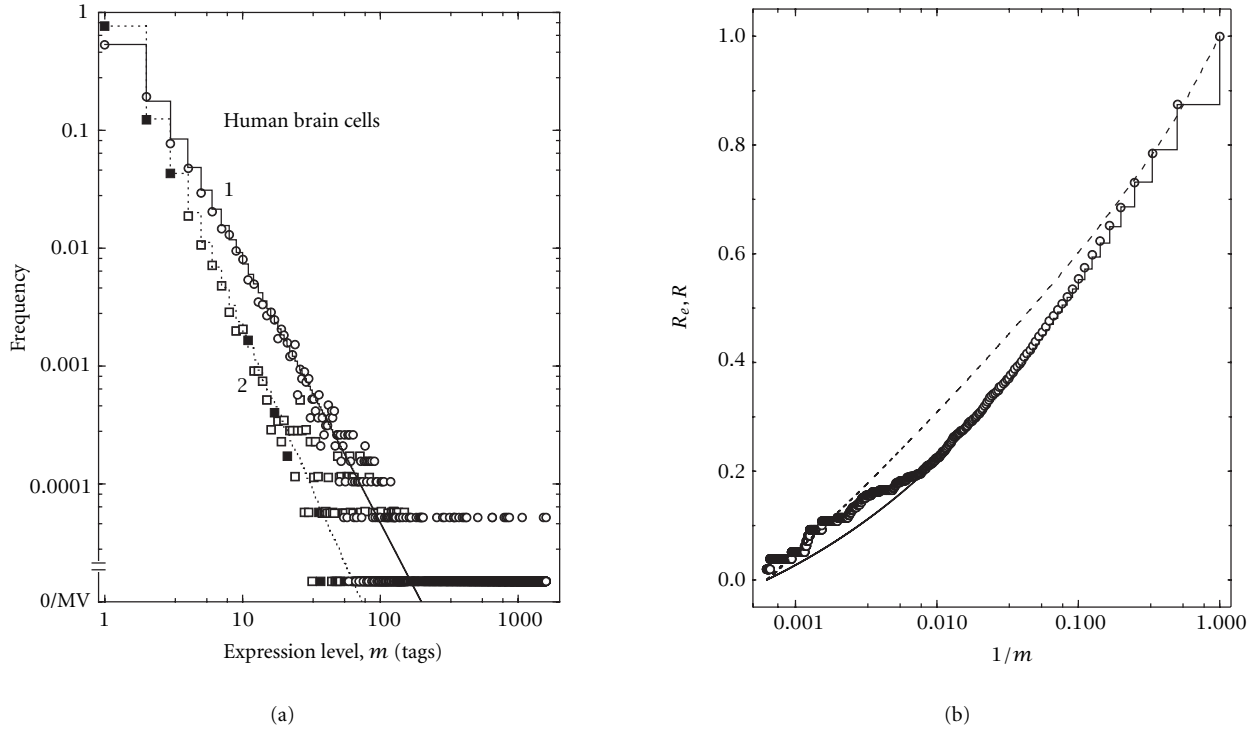 1
0.1
0.01
0.001
0.0001
0/MV
Frequency
Human brain cells
1
2
1 10 100 1000
Expression level, m (tags)
(a)
1.0
0.8
0.6
0.4
0.2
0.0
Re, R
0.001 0.010 0.100 1.000
1/m
(b)